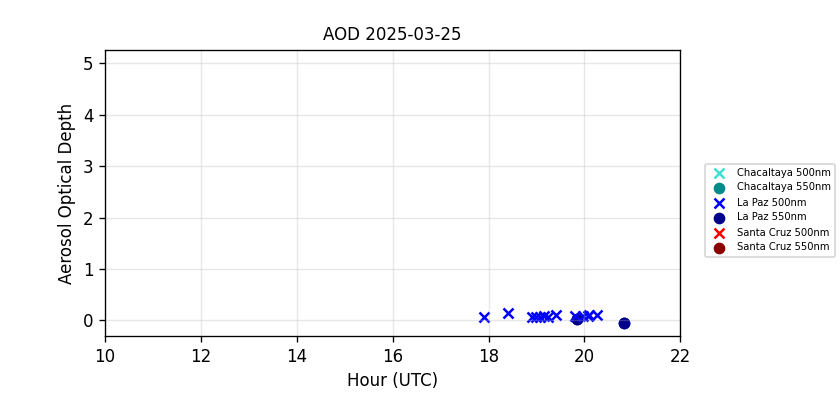 AOD 2025-03-25
Aerosol Optical Depth
5
4
3
2
1
0
10 12 14 16 18 20 22
Hour (UTC)
Chacaltaya 500nm
Chacaltaya 550nm
La Paz 500nm
La Paz 550nm
Santa Cruz 500nm
Santa Cruz 550nm